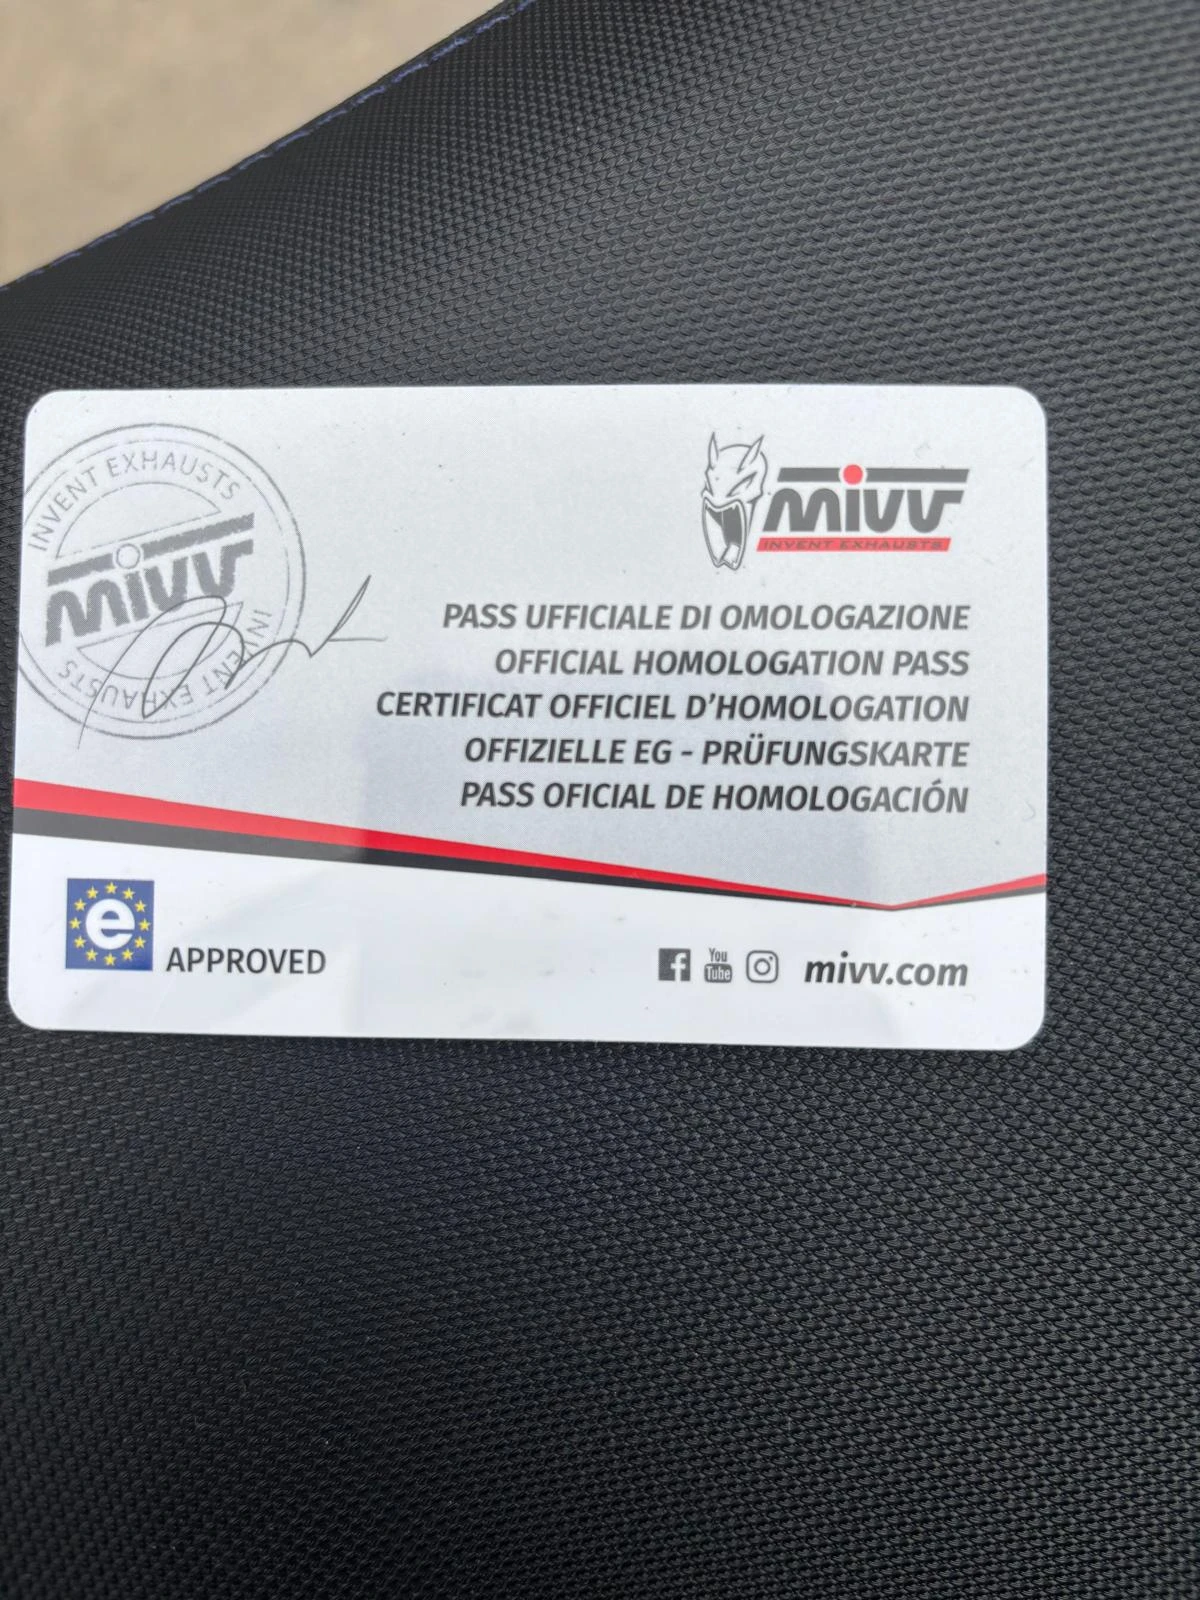 INVENT EXHAUSTS
mivv
INVENT EXHAUSTS
mivv
INVENT EXHAUSTS
PASS UFFICIALE DI OMOLOGAZIONE
OFFICIAL HOMOLOGATION PASS
CERTIFICAT OFFICIEL D'HOMOLOGATION
OFFIZIELLE EG - PRÜFUNGSKARTE
PASS OFICIAL DE HOMOLOGACIÓN
e APPROVED
f You Tube mivv.com